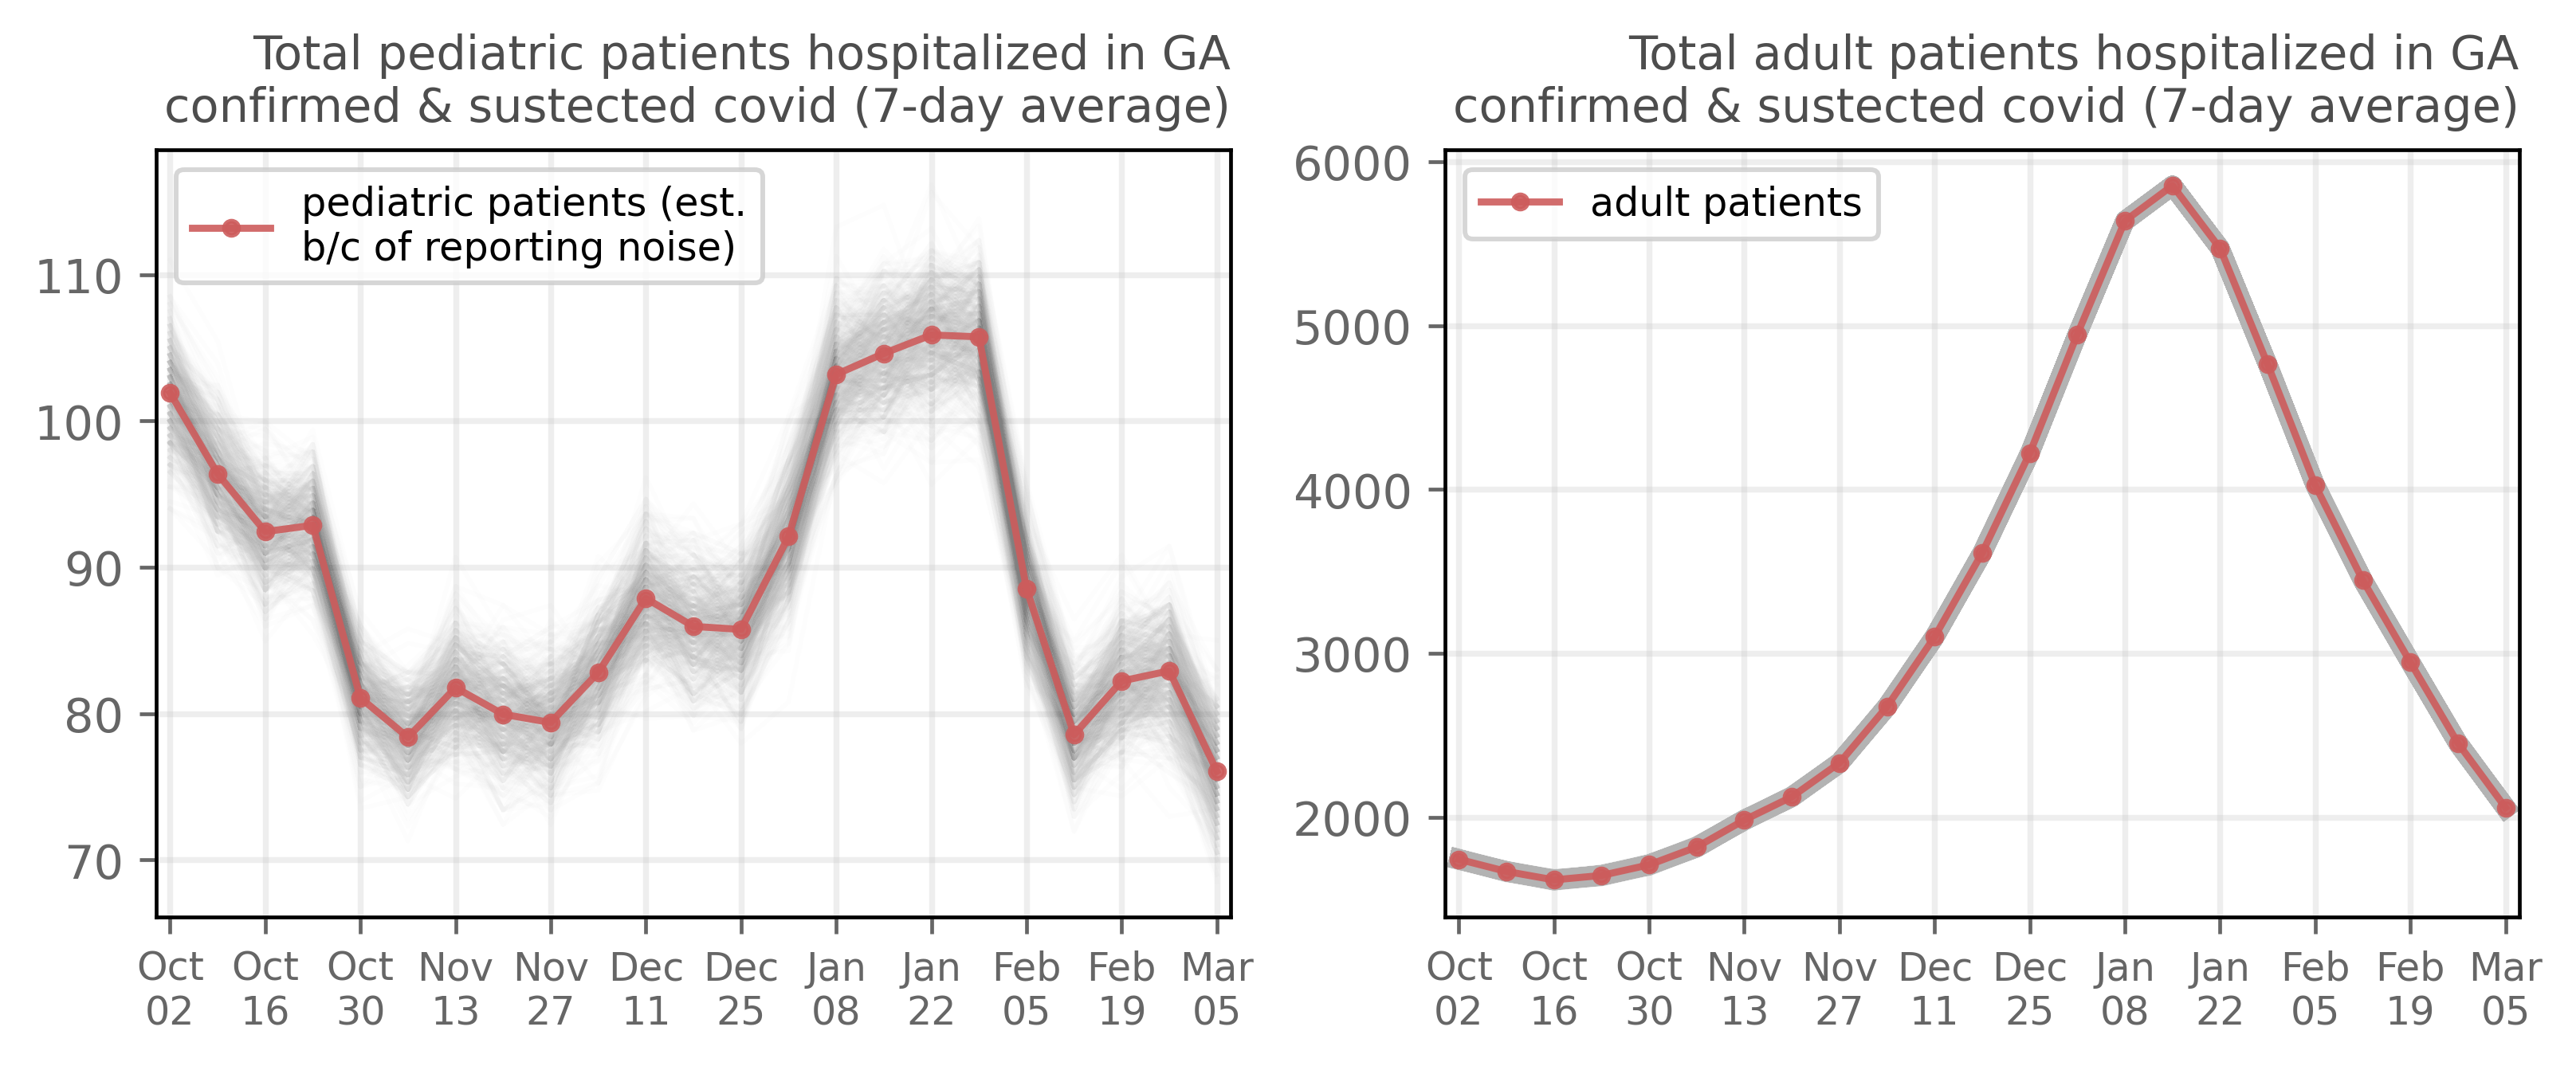 Total pediatric patients hospitalized in GA
confirmed & sustected covid (7-day average)
pediatric patients (est.
b/c of reporting noise)
110
100
90
80
70
Oct Oct Oct Nov Nov Dec Dec Jan Jan Feb Feb Mar
02 16 30 13 27 11 25 08 22 05 19 05
Total adult patients hospitalized in GA
confirmed & sustected covid (7-day average)
adult patients
6000
5000
4000
3000
2000
Oct Oct Oct Nov Nov Dec Dec Jan Jan Feb Feb Mar
02 16 30 13 27 11 25 08 22 05 19 05